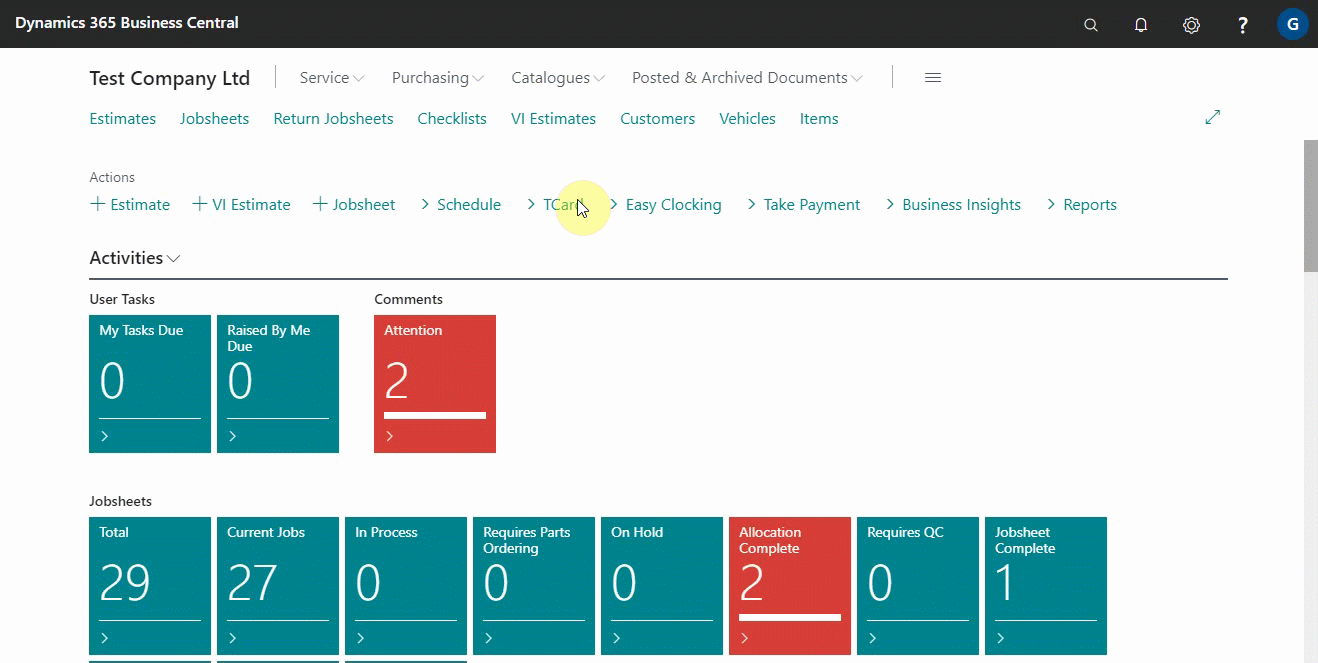 Dynamics 365 Business Central
? G
Test Company Ltd Service Purchasing Catalogues Posted & Archived Documents
Estimates Jobsheets Return Jobsheets Checklists VI Estimates Customers Vehicles Items
Actions
+ Estimate + VI Estimate + Jobsheet > Schedule > TCard > Easy Clocking > Take Payment > Business Insights > Reports
Activities
User Tasks Comments
My Tasks Due Raised By Me Due Attention
0 0 2
Jobsheets
Total Current Jobs In Process Requires Parts Ordering On Hold Allocation Complete Requires QC Jobsheet Complete
29 27 0 0 0 2 0 1